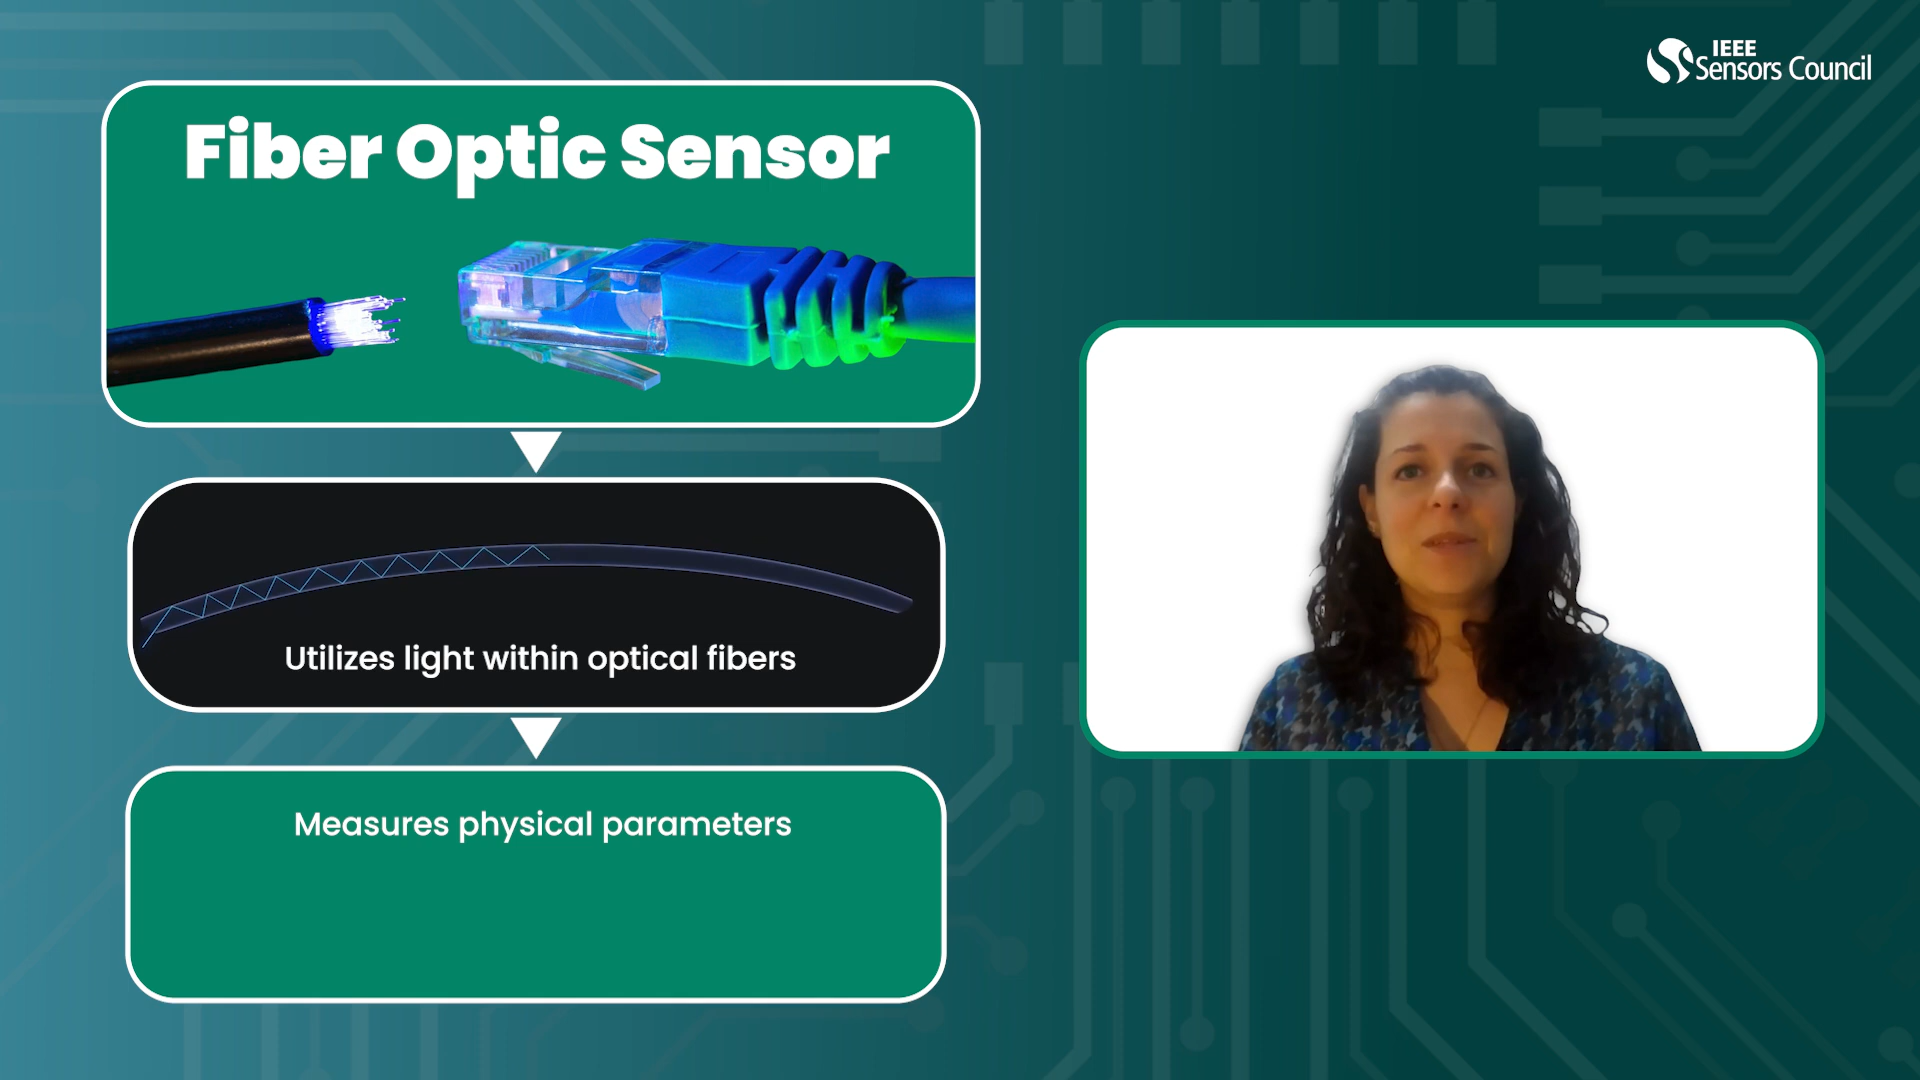 Fiber Optic Sensor
Utilizes light within optical fibers
Measures physical parameters
IEEE
Sensors Council